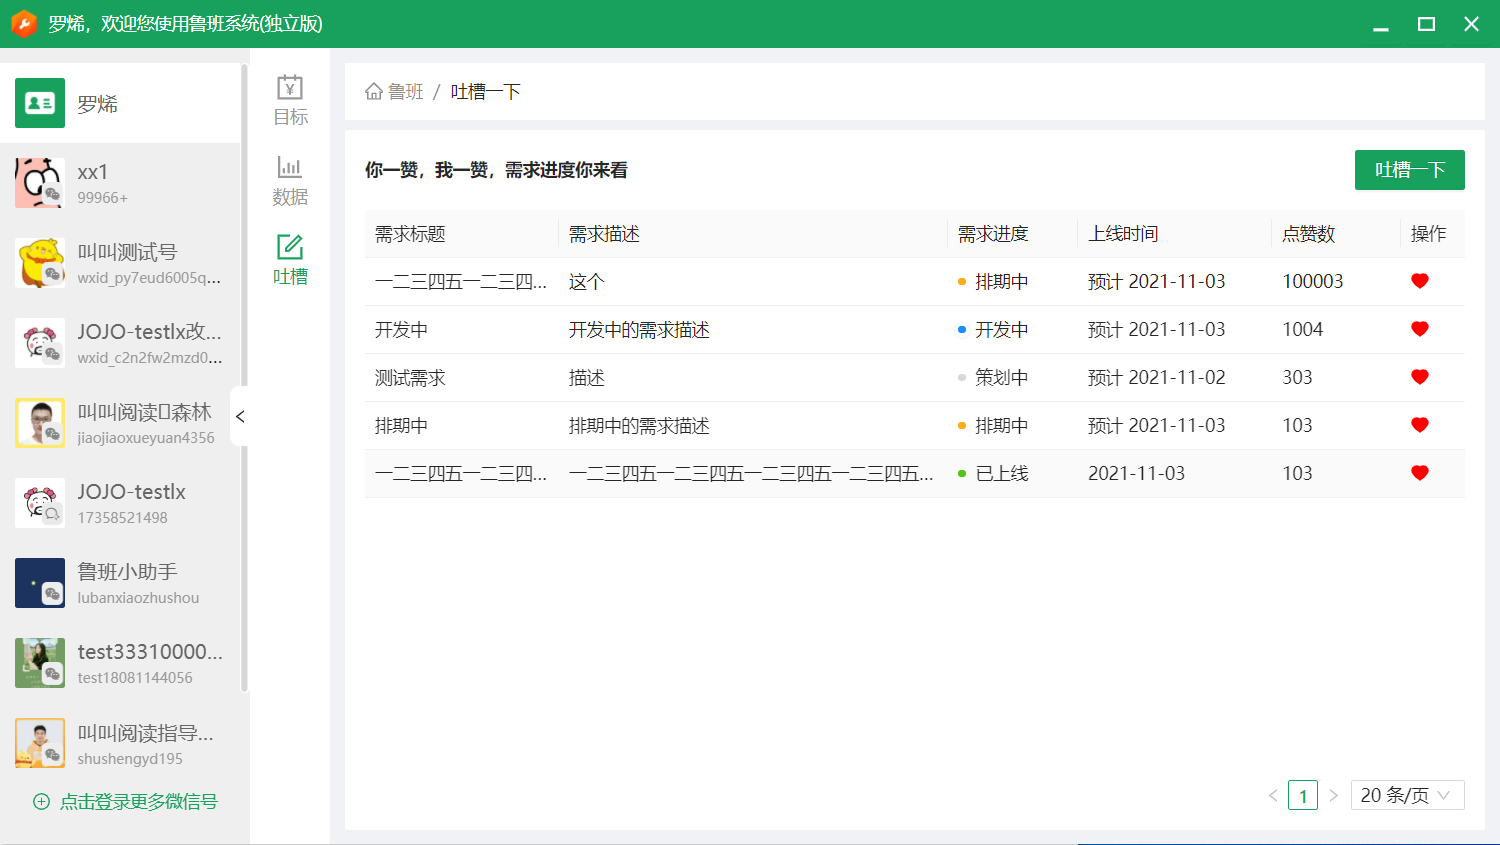 罗烯，欢迎您使用鲁班系统(独立版)
罗烯
xx1
99966+
叫叫测试号
wxid_py7eud6005q...
JOJO-testlx改...
wxid_c2n2fw2mzd0...
叫叫阅读▯森林
jiaojiaoxueyuan4356
JOJO-testlx
17358521498
鲁班小助手
lubanxiaozhushou
test33310000...
test18081144056
叫叫阅读指导...
shushengyd195
点击登录更多微信号
目标
数据
吐槽
鲁班 / 吐槽一下
你一赞，我一赞，需求进度你来看
吐槽一下
需求标题 需求描述 需求进度 上线时间 点赞数 操作
一二三四五一二三四... 这个 排期中 预计 2021-11-03 100003
开发中 开发中的需求描述 开发中 预计 2021-11-03 1004
测试需求 描述 策划中 预计 2021-11-02 303
排期中 排期中的需求描述 排期中 预计 2021-11-03 103
一二三四五一二三四... 一二三四五一二三四五一二三四五一二三四五... 已上线 2021-11-03 103
< 1 > 20 条/页